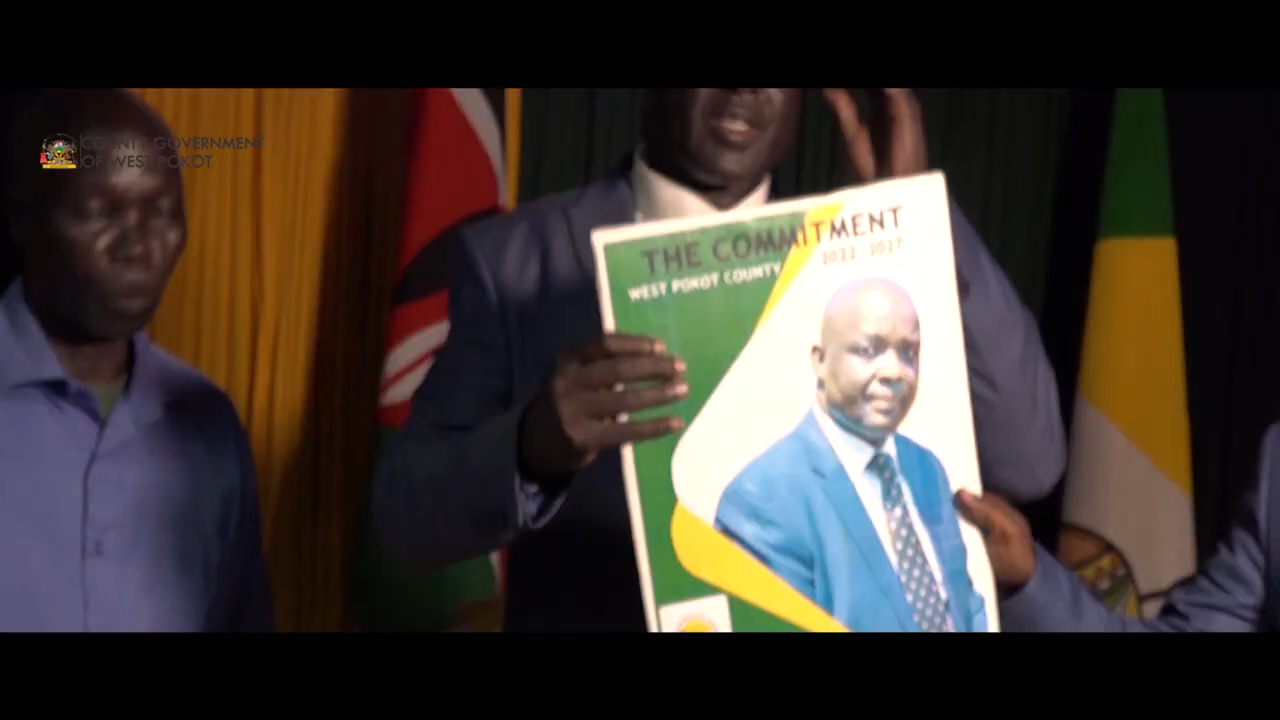 COUNTY GOVERNMENT
OF WEST POKOT
THE COMMITMENT
2022 - 2027
WEST POKOT COUNTY